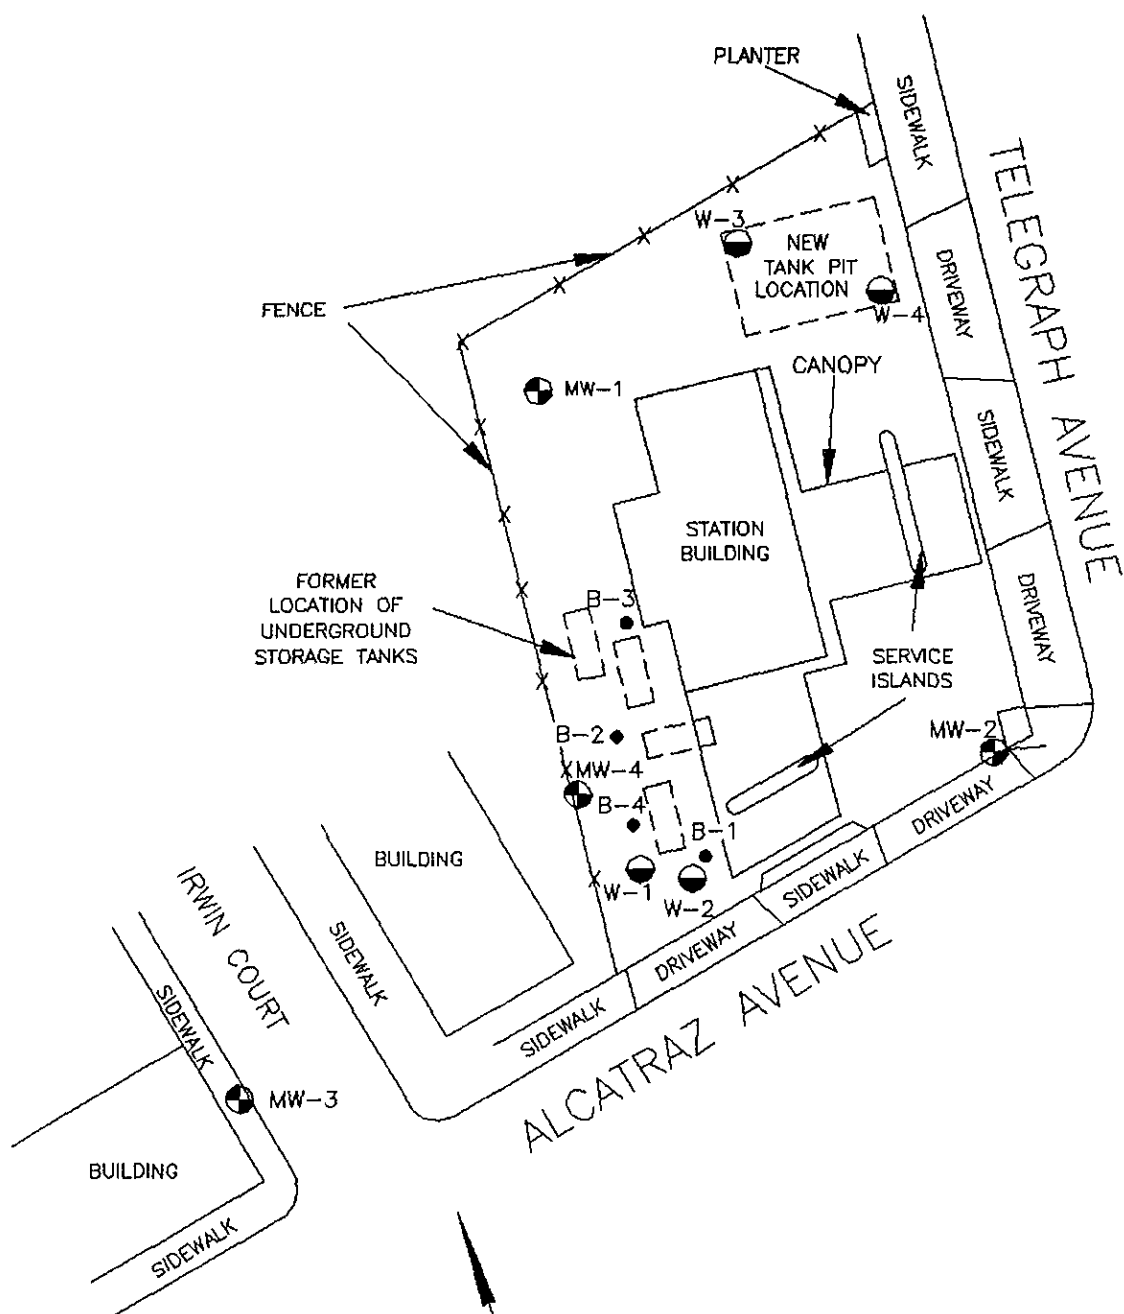 PLANTER
SIDEWALK
TELEGRAPH AVENUE
W-3
NEW
TANK PIT
LOCATION
W-4
DRIVEWAY
FENCE
CANOPY
MW-1
SIDEWALK
STATION
BUILDING
FORMER
LOCATION OF
UNDERGROUND
STORAGE TANKS
B-3
DRIVEWAY
SERVICE
ISLANDS
B-2
MW-2
MW-4
B-4
B-1
DRIVEWAY
BUILDING
W-1
W-2
SIDEWALK
IRWIN COURT
SIDEWALK
DRIVEWAY
SIDEWALK
SIDEWALK
ALCATRAZ AVENUE
MW-3
BUILDING
SIDEWALK